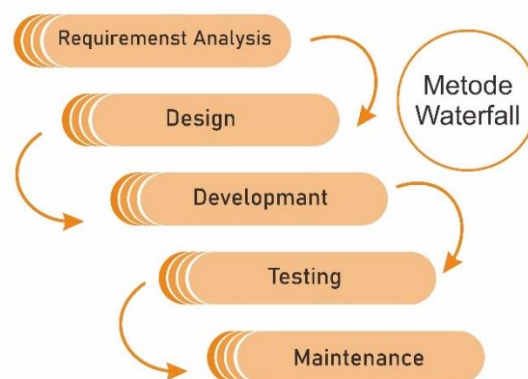 Requiremenst Analysis
Metode
Waterfall
Design
Developmant
Testing
Maintenance